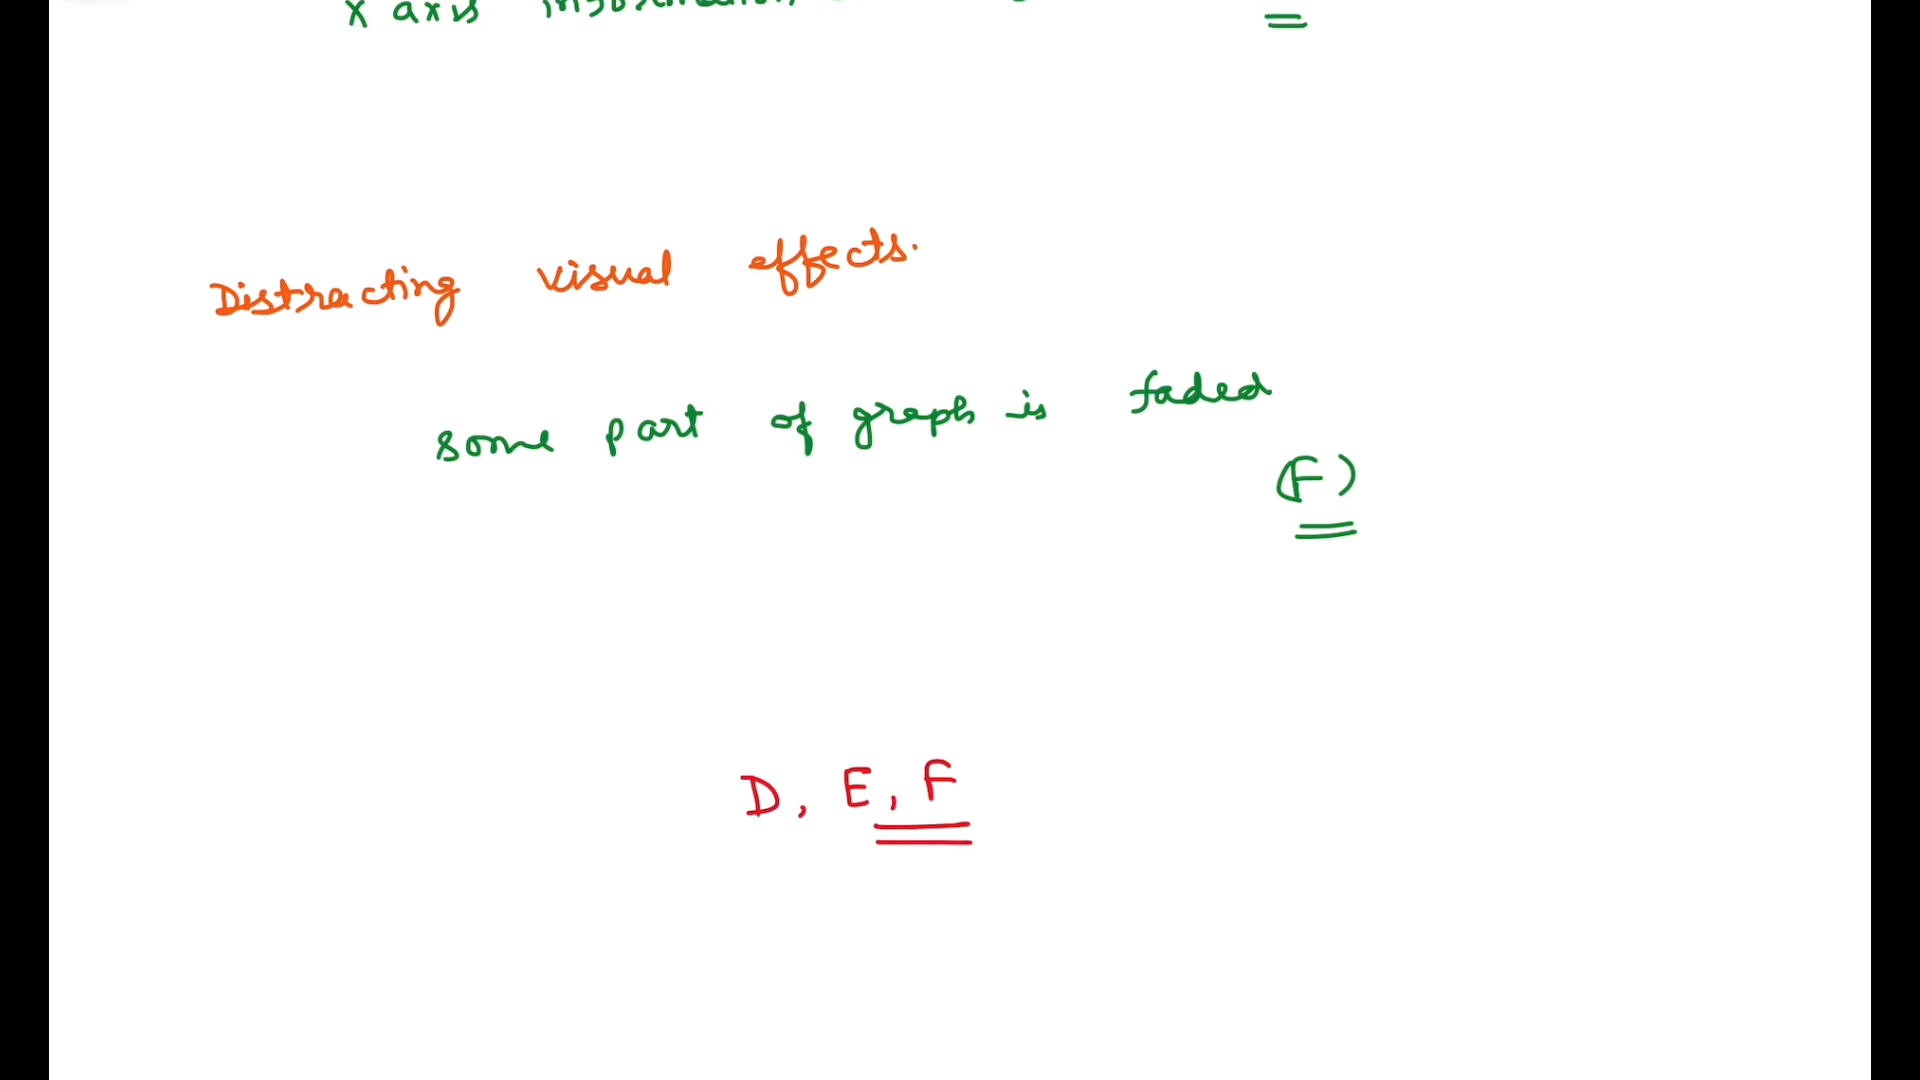 x axis
Distracting visual effects.
some part of graph is faded
(F)
D, E, F